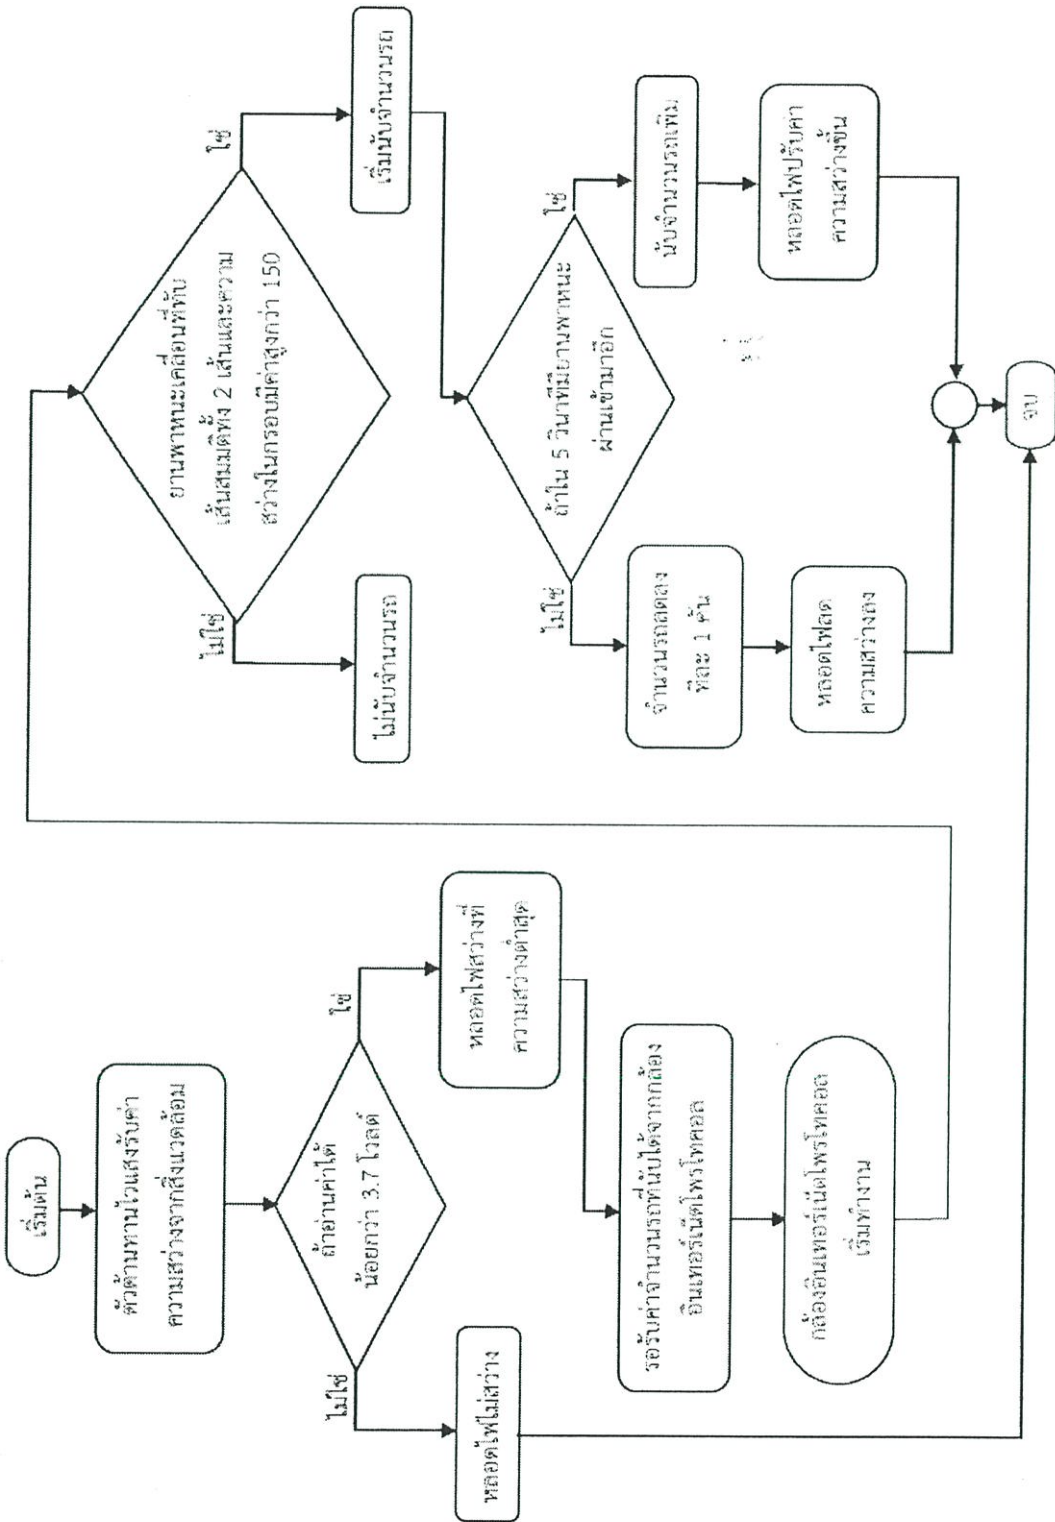 เริ่มต้น
ตัวต้านทานไวแสงรับค่า
ความสว่างจากสิ่งแวดล้อม
ถ้าอ่านค่าได้
น้อยกว่า 3.7 โวลต์
ไม่ใช่
ใช่
หลอดไฟไม่สว่าง
หลอดไฟสว่างที่
ความสว่างต่ำสุด
รอรับค่าจำนวนรถที่นับได้จากกล้อง
อินเทอร์เน็ตโพรโทคอล
กล้องอินเทอร์เน็ตโพรโทคอล
เริ่มทำงาน
ยานพาหนะเคลื่อนที่ทับ
เส้นสมมติทั้ง 2 เส้นและความ
สว่างในกรอบมีค่าสูงกว่า 150
ไม่ใช่
ใช่
ไม่นับจำนวนรถ
เริ่มนับจำนวนรถ
ถ้าใน 5 วินาทีมียานพาหนะ
ผ่านเข้ามาอีก
ไม่ใช่
ใช่
จำนวนรถลดลง
ทีละ 1 คัน
นับจำนวนรถเพิ่ม
หลอดไฟลด
ความสว่างลง
หลอดไฟปรับค่า
ความสว่างขึ้น
จบ